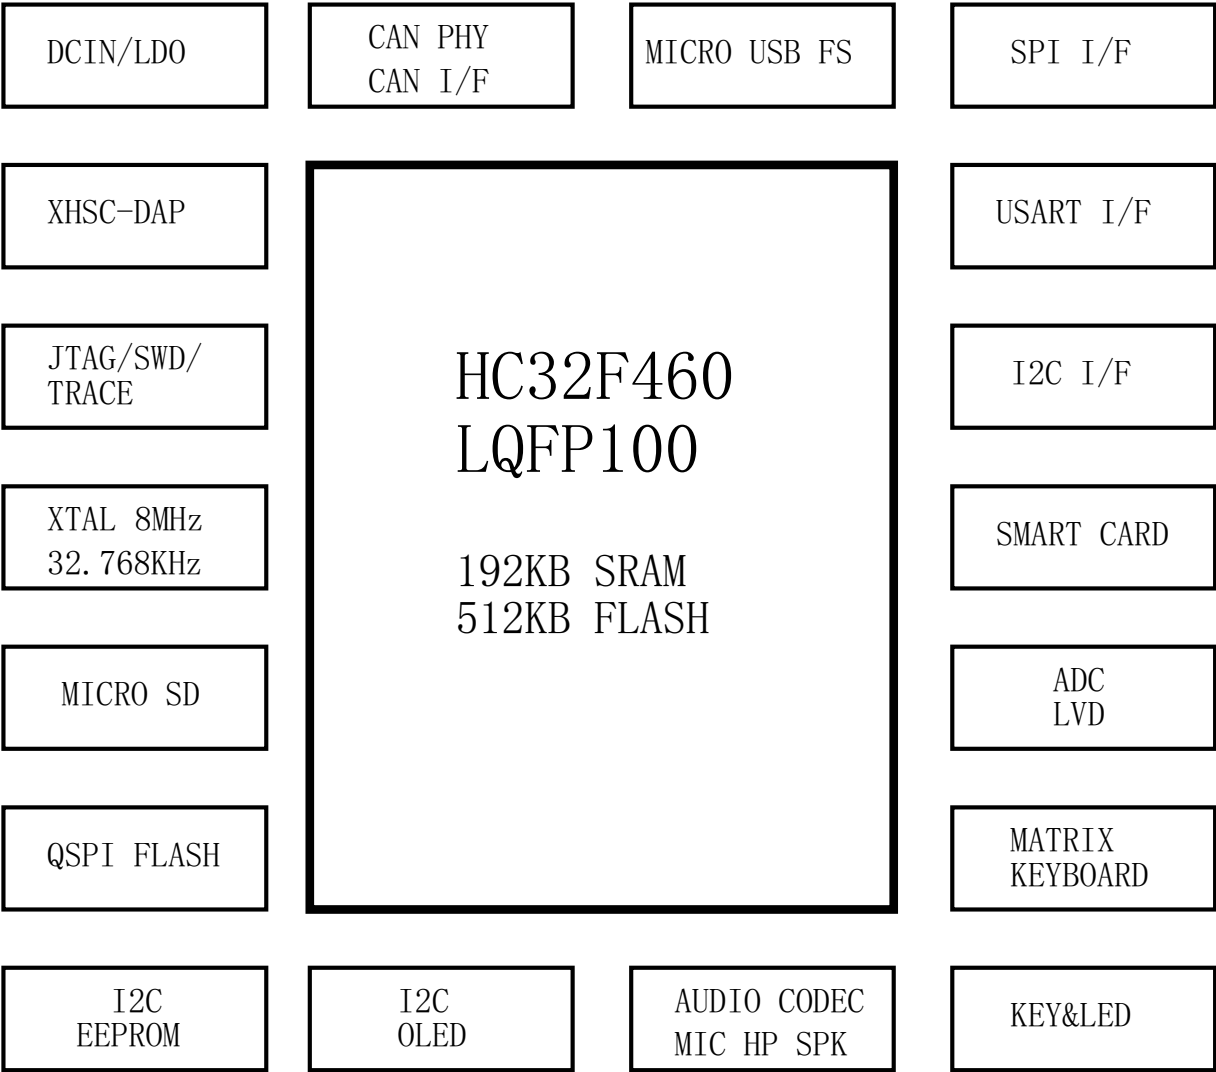 DCIN/LDO
CAN PHY
CAN I/F
MICRO USB FS
SPI I/F
XHSC-DAP
USART I/F
JTAG/SWD/
TRACE
HC32F460
LQFP100
192KB SRAM
512KB FLASH
I2C I/F
XTAL 8MHz
32.768KHz
SMART CARD
MICRO SD
ADC
LVD
QSPI FLASH
MATRIX
KEYBOARD
I2C
EEPROM
I2C
OLED
AUDIO CODEC
MIC HP SPK
KEY&LED